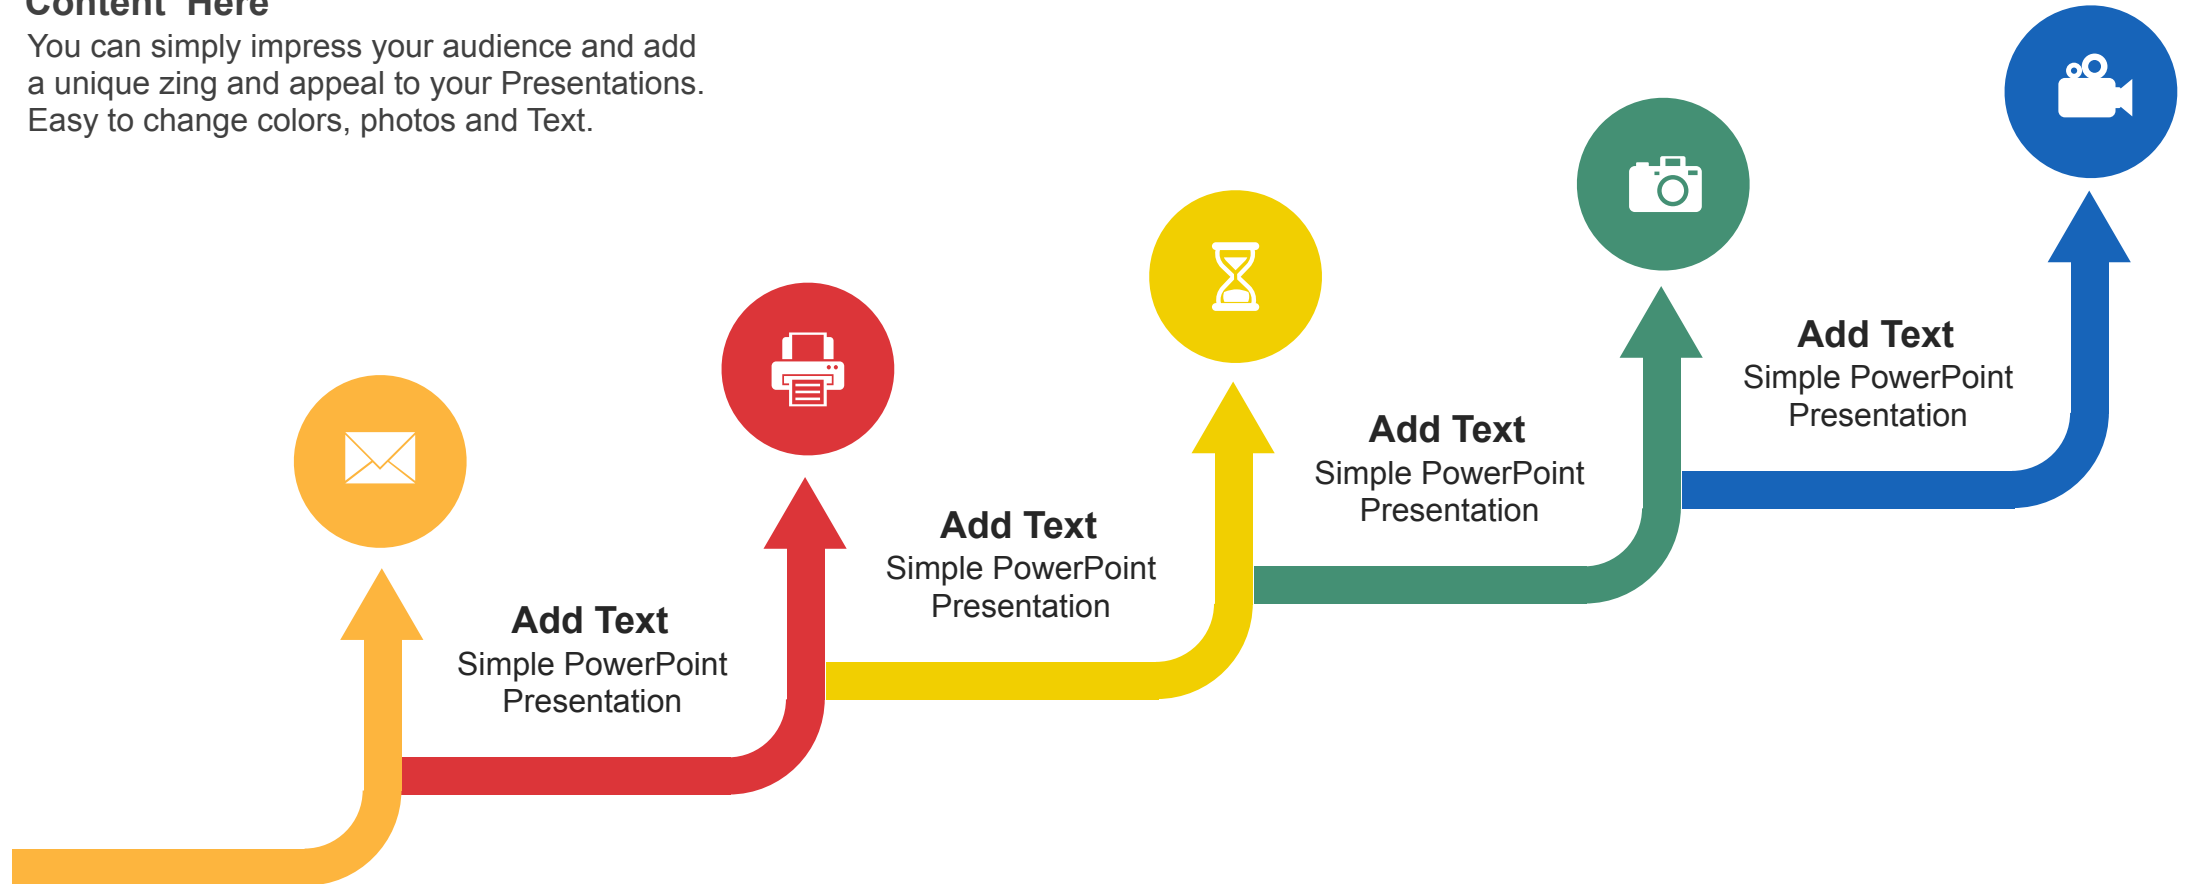 Content Here
You can simply impress your audience and add
a unique zing and appeal to your Presentations.
Easy to change colors, photos and Text.
Add Text
Simple PowerPoint
Presentation
Add Text
Simple PowerPoint
Presentation
Add Text
Simple PowerPoint
Presentation
Add Text
Simple PowerPoint
Presentation